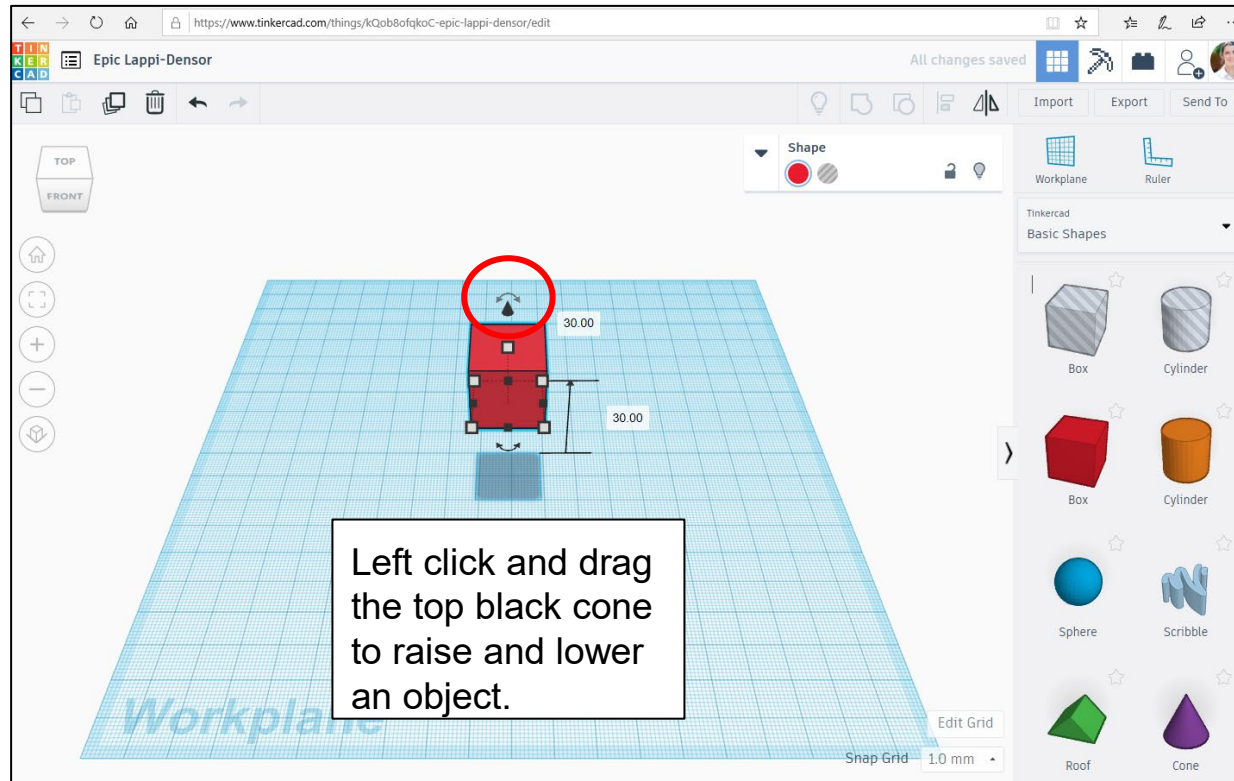 https://www.tinkercad.com/things/kQob8ofqkoC-epic-lappi-densor/edit
TIN
KER
CAD
Epic Lappi-Densor
All changes saved
Import
Export
Send To
TOP
FRONT
Shape
Workplane
Ruler
Tinkercad
Basic Shapes
30.00
30.00
Box
Cylinder
Box
Cylinder
Sphere
Scribble
Roof
Cone
Left click and drag
the top black cone
to raise and lower
an object.
Workplane
Edit Grid
Snap Grid 1.0 mm